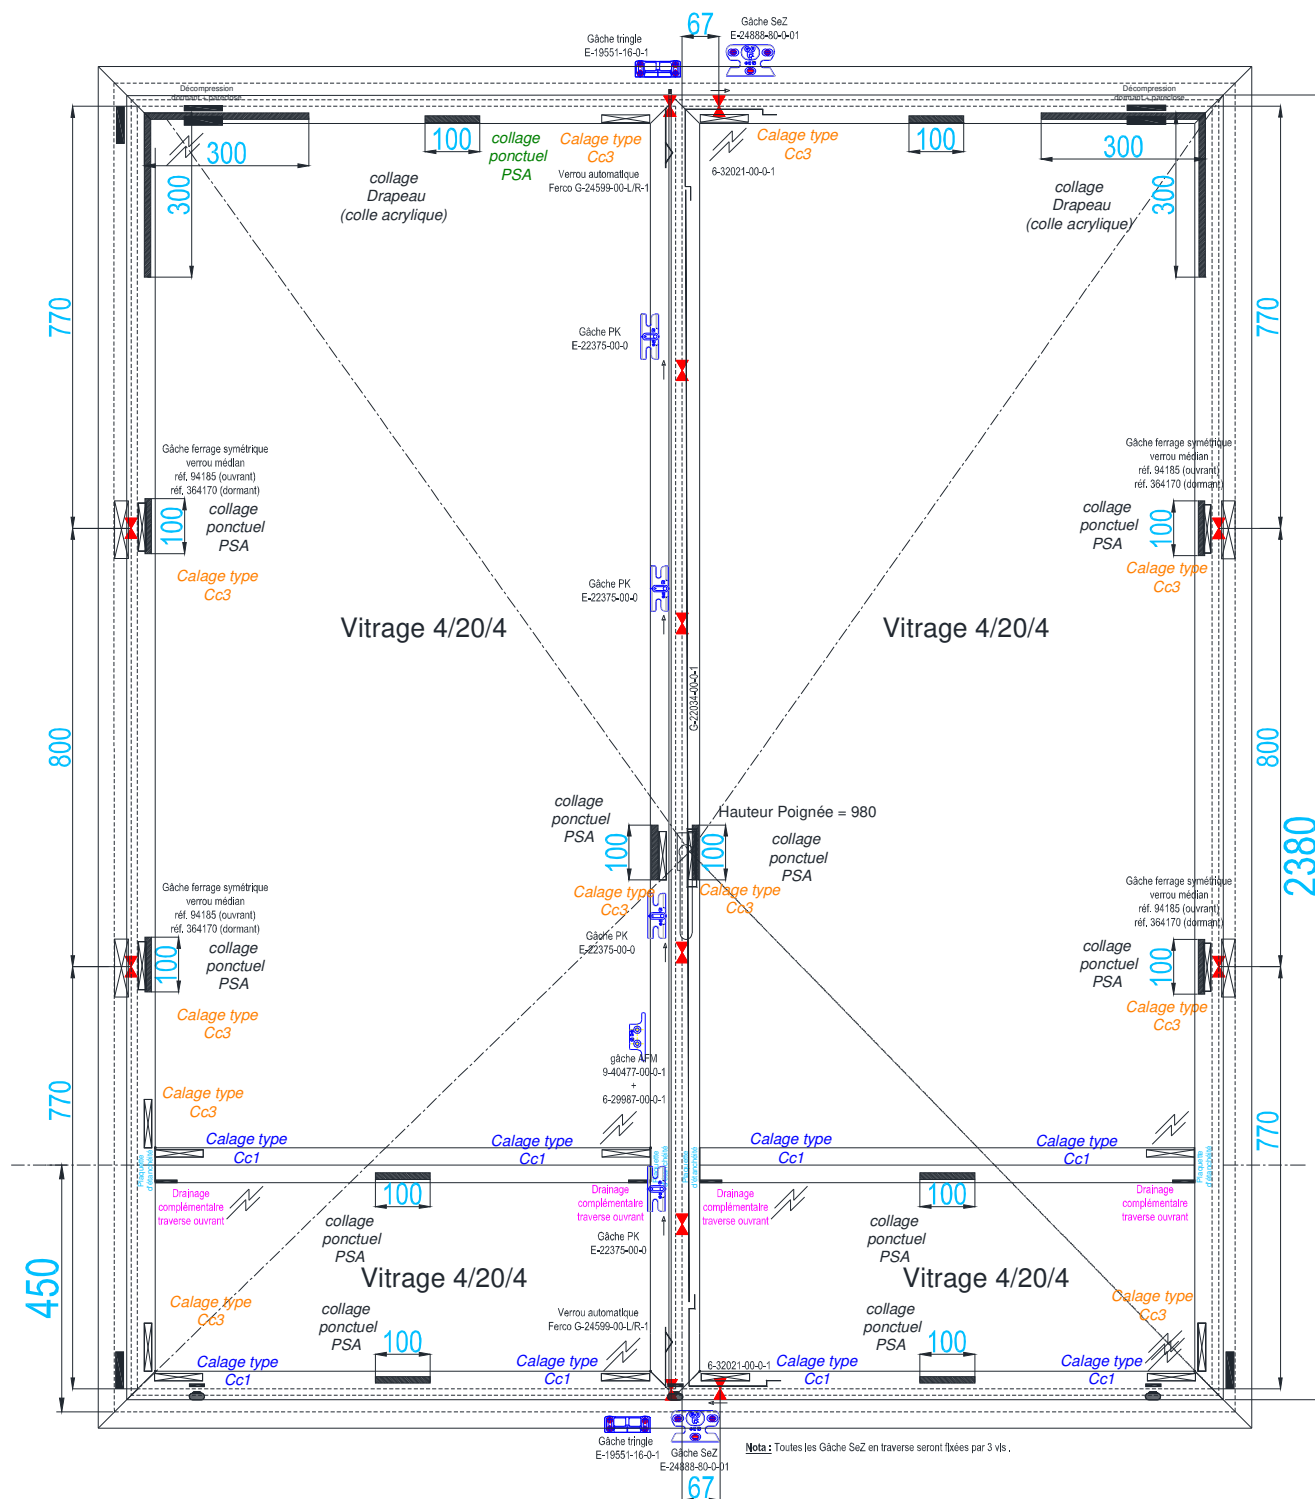 67
Gâche SeZ
E-24888-80-0-01
Gâche tringle
E-19551-16-0-1
Décompression
dormant + parclose
Décompression
dormant + parclose
300
100
collage
ponctuel
PSA
Calage type
Cc3
Verrou automatique
Ferco G-24599-00-L/R-1
Calage type
Cc3
6-32021-00-0-1
100
300
300
collage
Drapeau
(colle acrylique)
collage
Drapeau
(colle acrylique)
300
770
770
Gâche PK
E-22375-00-0
Gâche ferrage symétrique
verrou médian
réf. 94185 (ouvrant)
réf. 364170 (dormant)
100
collage
ponctuel
PSA
Calage type
Cc3
Gâche ferrage symétrique
verrou médian
réf. 94185 (ouvrant)
réf. 364170 (dormant)
collage
ponctuel
PSA
100
Calage type
Cc3
Gâche PK
E-22375-00-0
Vitrage 4/20/4
Vitrage 4/20/4
G-22034-00-0-1
800
800
2380
collage
ponctuel
PSA
100
Hauteur Poignée = 980
100
collage
ponctuel
PSA
Calage type
Cc3
Calage type
Cc3
Gâche ferrage symétrique
verrou médian
réf. 94185 (ouvrant)
réf. 364170 (dormant)
100
collage
ponctuel
PSA
Calage type
Cc3
Gâche PK
E-22375-00-0
Gâche ferrage symétrique
verrou médian
réf. 94185 (ouvrant)
réf. 364170 (dormant)
collage
ponctuel
PSA
100
Calage type
Cc3
770
770
gâche AFM
9-40477-00-0-1
+
6-29987-00-0-1
Calage type
Cc3
Calage type
Cc1
Calage type
Cc1
Calage type
Cc1
Calage type
Cc1
Plaquette
d'étanchéité
Plaquette
d'étanchéité
Plaquette
d'étanchéité
Plaquette
d'étanchéité
Drainage
complémentaire
traverse ouvrant
100
collage
ponctuel
PSA
Drainage
complémentaire
traverse ouvrant
Drainage
complémentaire
traverse ouvrant
100
collage
ponctuel
PSA
Drainage
complémentaire
traverse ouvrant
Gâche PK
E-22375-00-0
450
Vitrage 4/20/4
Vitrage 4/20/4
Calage type
Cc3
collage
ponctuel
PSA
100
Verrou automatique
Ferco G-24599-00-L/R-1
collage
ponctuel
PSA
100
Calage type
Cc3
Calage type
Cc1
Calage type
Cc1
6-32021-00-0-1
Calage type
Cc1
Calage type
Cc1
Gâche tringle
E-19551-16-0-1
Gâche SeZ
E-24888-80-0-01
67
Nota : Toutes les Gâche SeZ en traverse seront fixées par 3 vis .